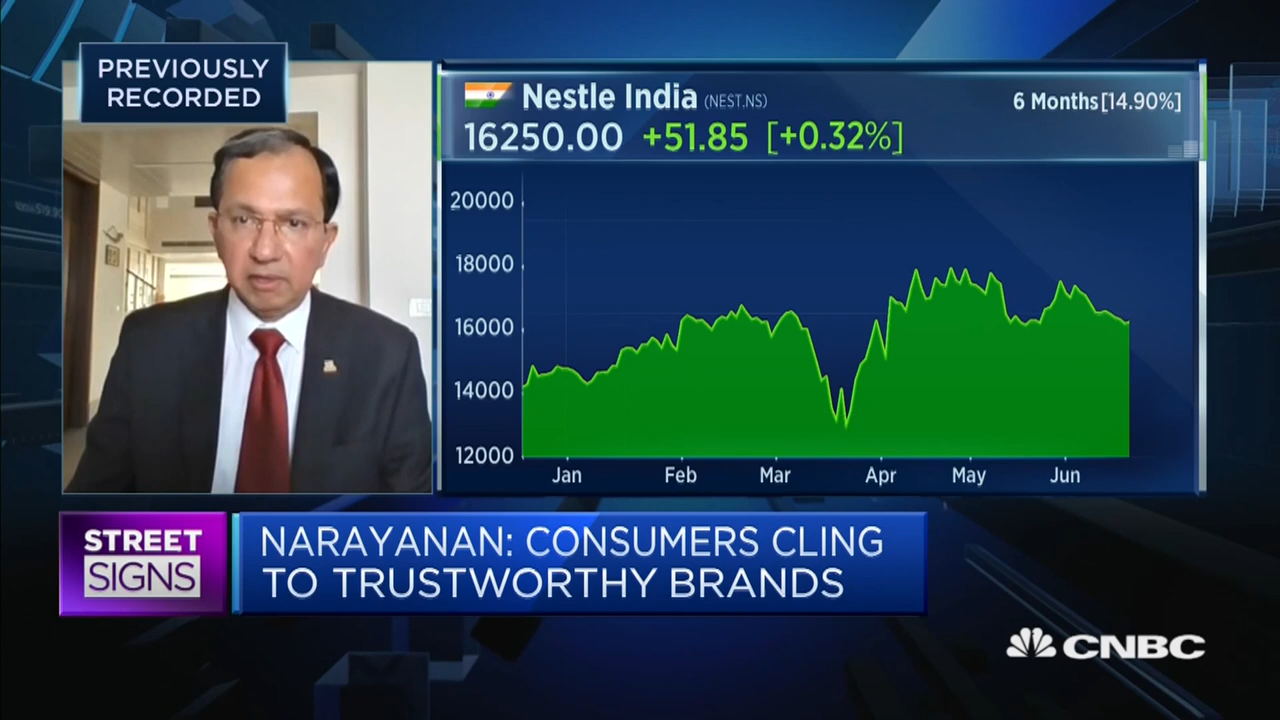 PREVIOUSLY
RECORDED
Nestle India (NEST.NS)
6 Months [14.90%]
16250.00 +51.85 [+0.32%]
20000
18000
16000
14000
12000
Jan Feb Mar Apr May Jun
STREET
SIGNS
NARAYANAN: CONSUMERS CLING
TO TRUSTWORTHY BRANDS
CNBC